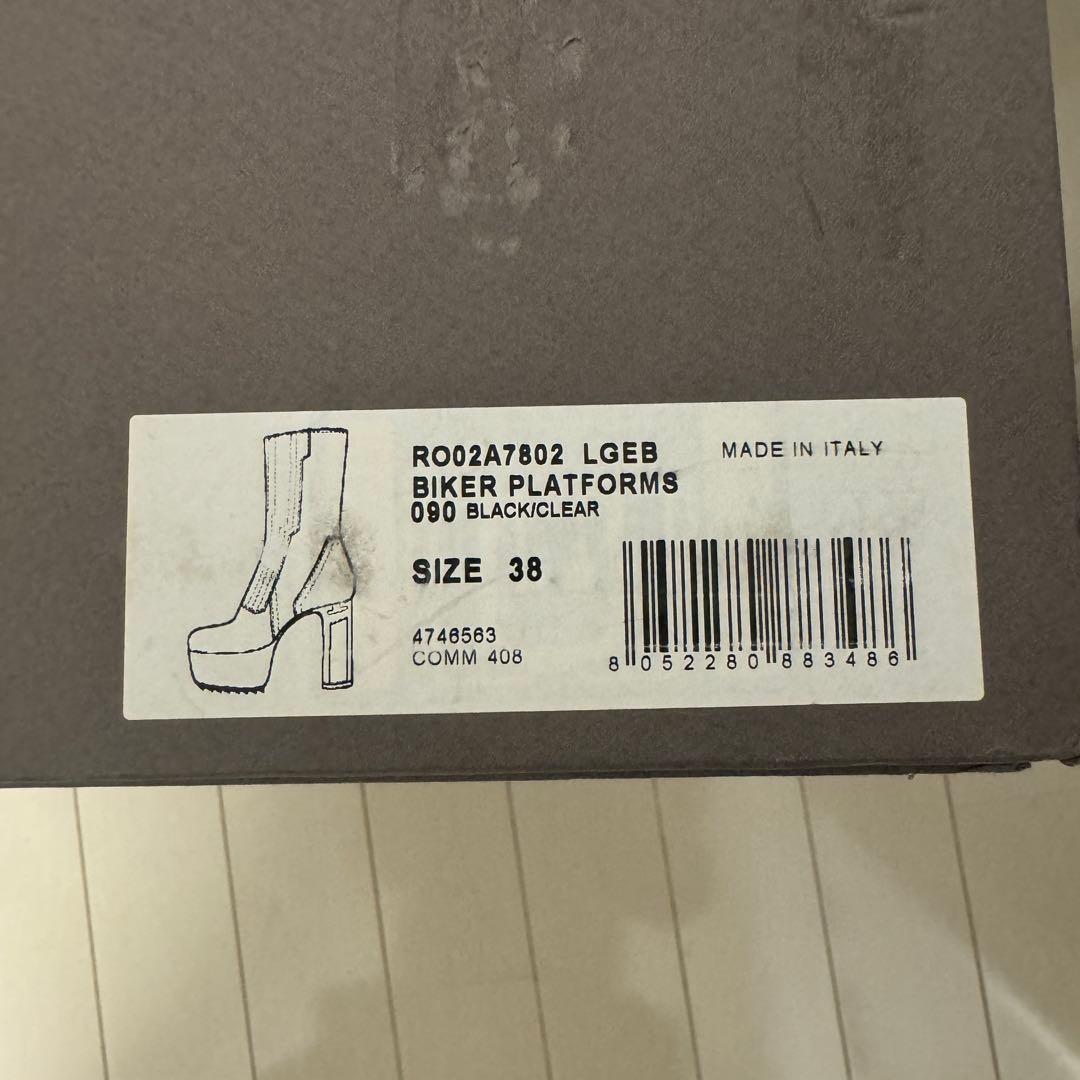 RO02A7802 LGEB
MADE IN ITALY
BIKER PLATFORMS
090 BLACK/CLEAR
SIZE 38
4746563
COMM 408
8 052280 883486